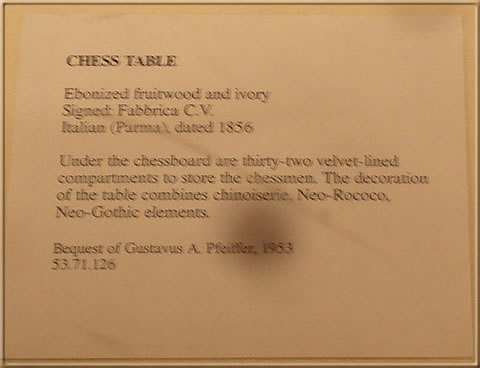 CHESS TABLE
Ebonized fruitwood and ivory
Signed: Fabbrica C.V.
Italian (Parma), dated 1856
Under the chessboard are thirty-two velvet-lined
compartments to store the chessmen. The decoration
of the table combines chinoiserie, Neo-Rococo,
Neo-Gothic elements.
Bequest of Gustavus A. Pfeiffer, 1953
53.71.126